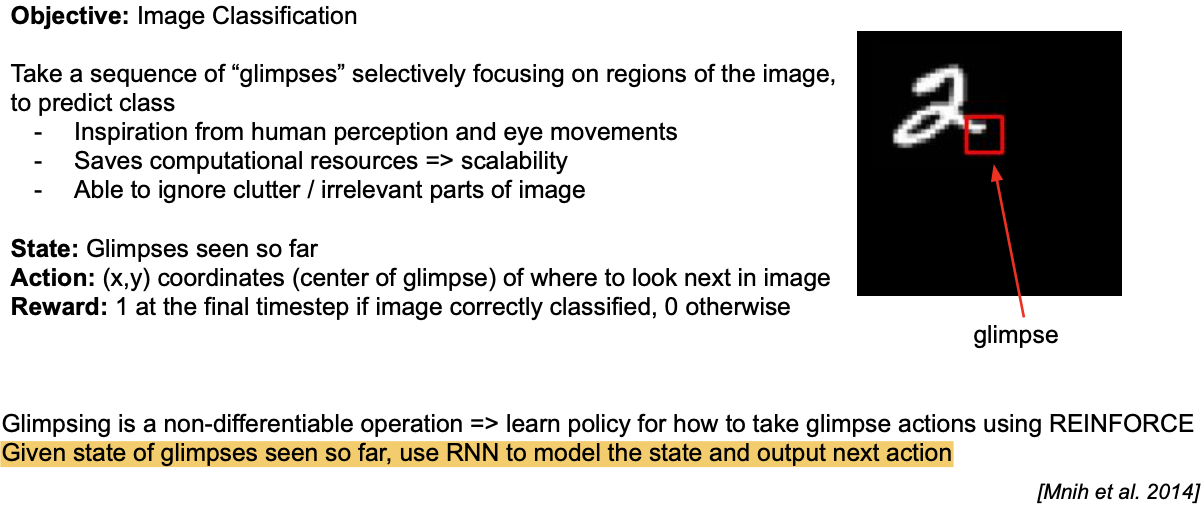 Objective: Image Classification
Take a sequence of “glimpses” selectively focusing on regions of the image,
to predict class
- Inspiration from human perception and eye movements
- Saves computational resources => scalability
- Able to ignore clutter / irrelevant parts of image
State: Glimpses seen so far
Action: (x,y) coordinates (center of glimpse) of where to look next in image
Reward: 1 at the final timestep if image correctly classified, 0 otherwise
2
glimpse
Glimpsing is a non-differentiable operation => learn policy for how to take glimpse actions using REINFORCE
Given state of glimpses seen so far, use RNN to model the state and output next action
[Mnih et al. 2014]